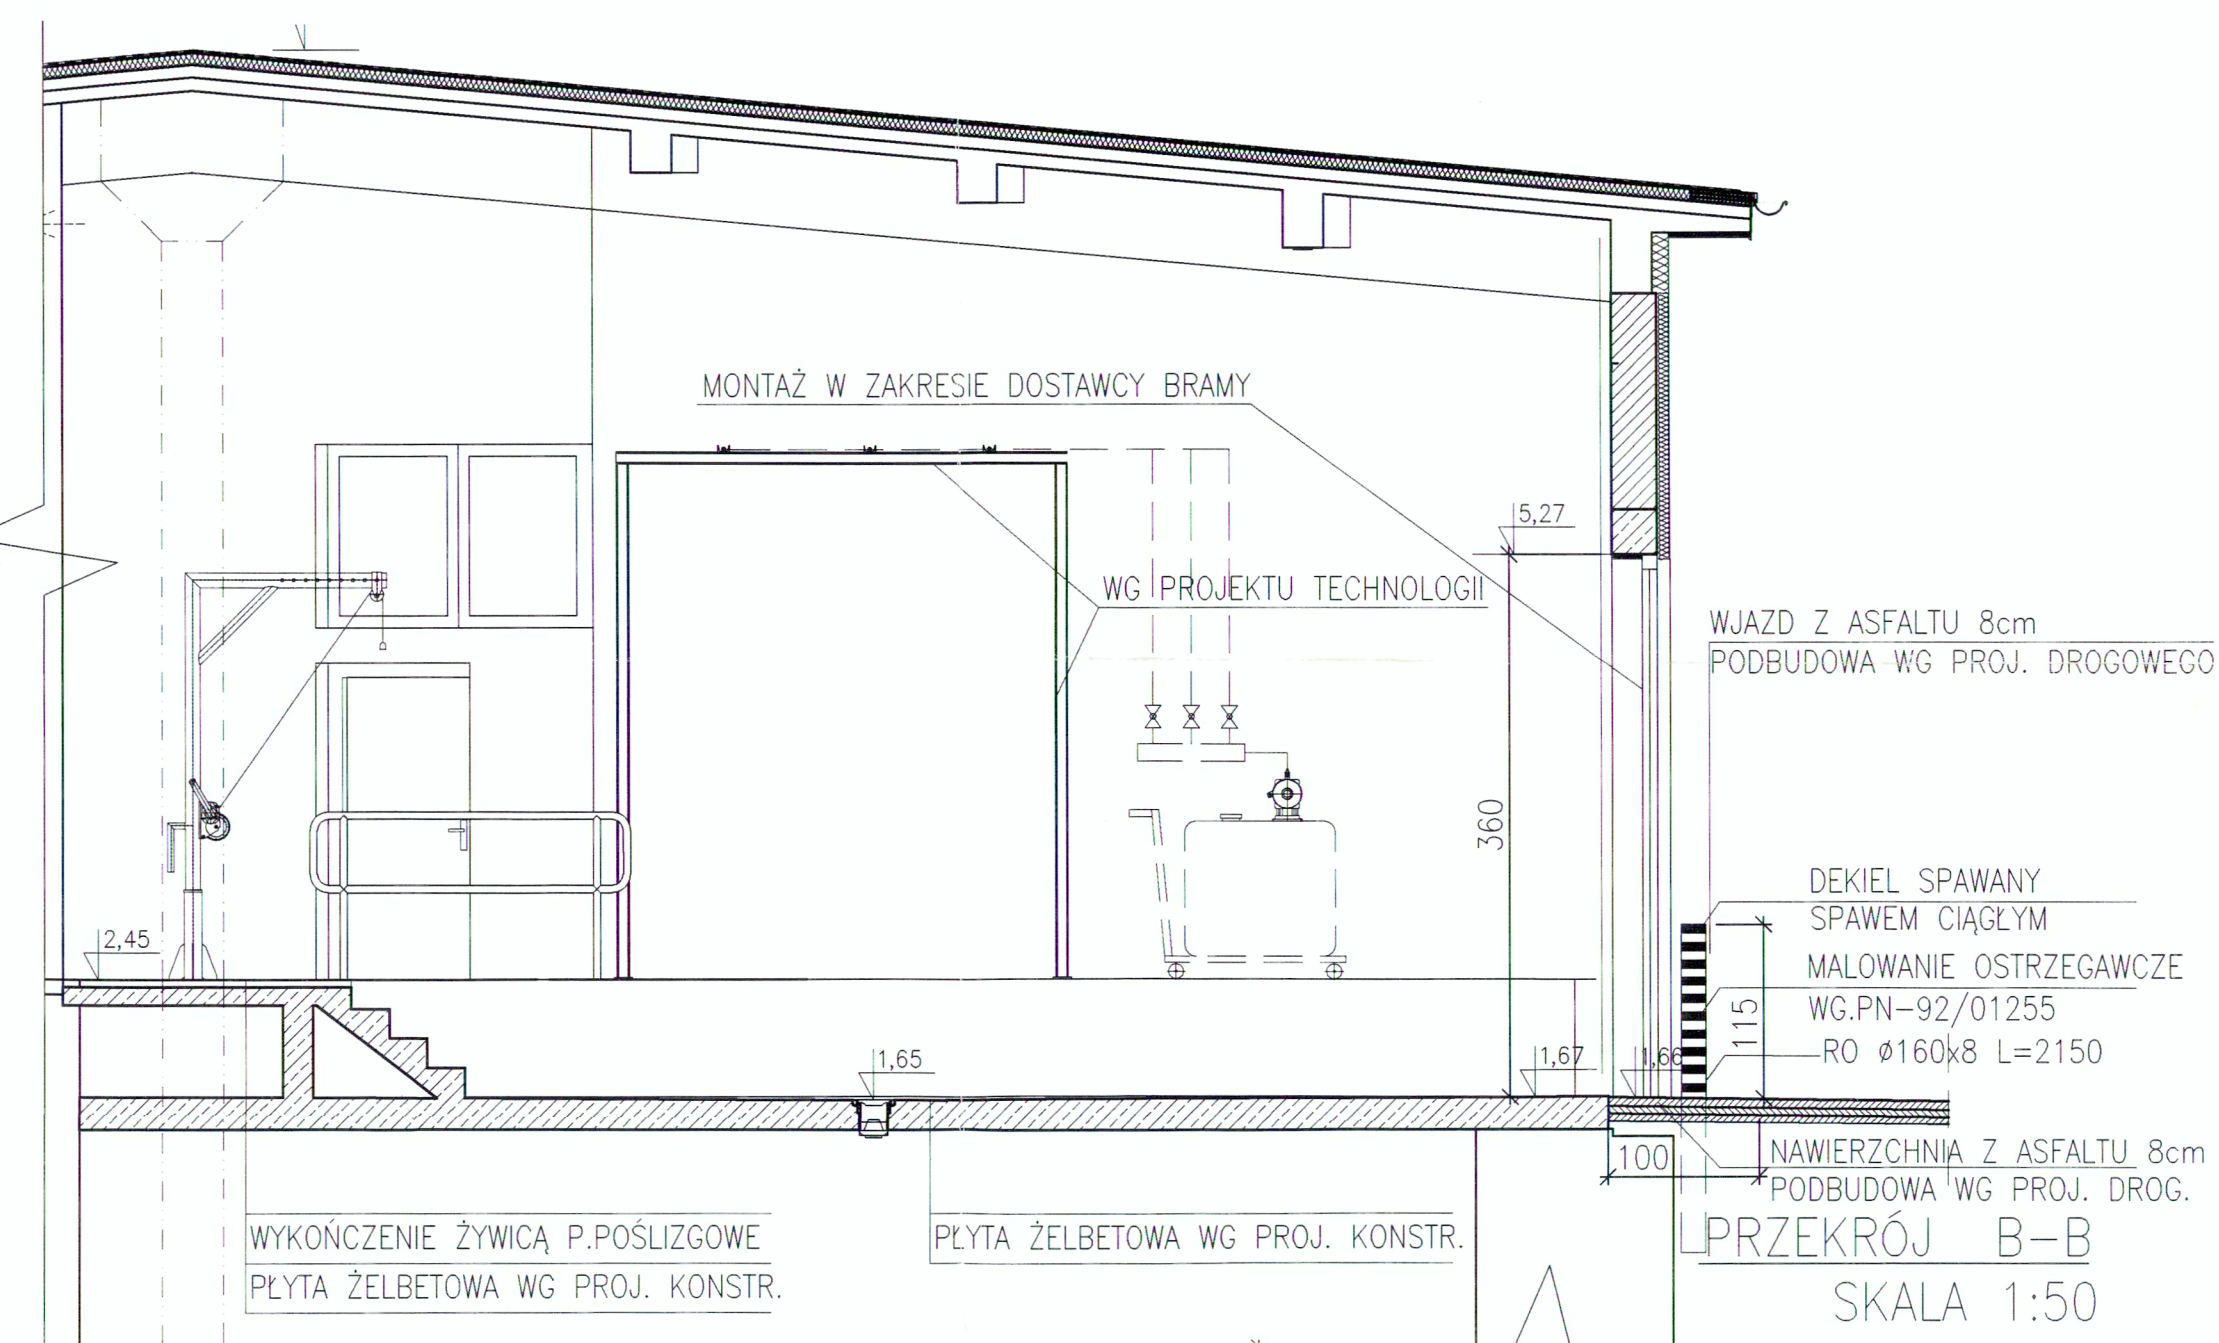 MONTAŻ W ZAKRESIE DOSTAWCY BRAMY
5,27
WG PROJEKTU TECHNOLOGII
WJAZD Z ASFALTU 8cm
PODBUDOWA WG PROJ. DROGOWEGO
360
DEKIEL SPAWANY
SPAWEM CIĄGŁYM
2,45
MALOWANIE OSTRZEGAWCZE
WG.PN-92/01255
115
RO ø160x8 L=2150
1,65
1,67
1,66
100
NAWIERZCHNIA Z ASFALTU 8cm
PODBUDOWA WG PROJ. DROG.
WYKOŃCZENIE ŻYWICĄ P.POŚLIZGOWE
PŁYTA ŻELBETOWA WG PROJ. KONSTR.
PŁYTA ŻELBETOWA WG PROJ. KONSTR.
PRZEKRÓJ B-B
SKALA 1:50